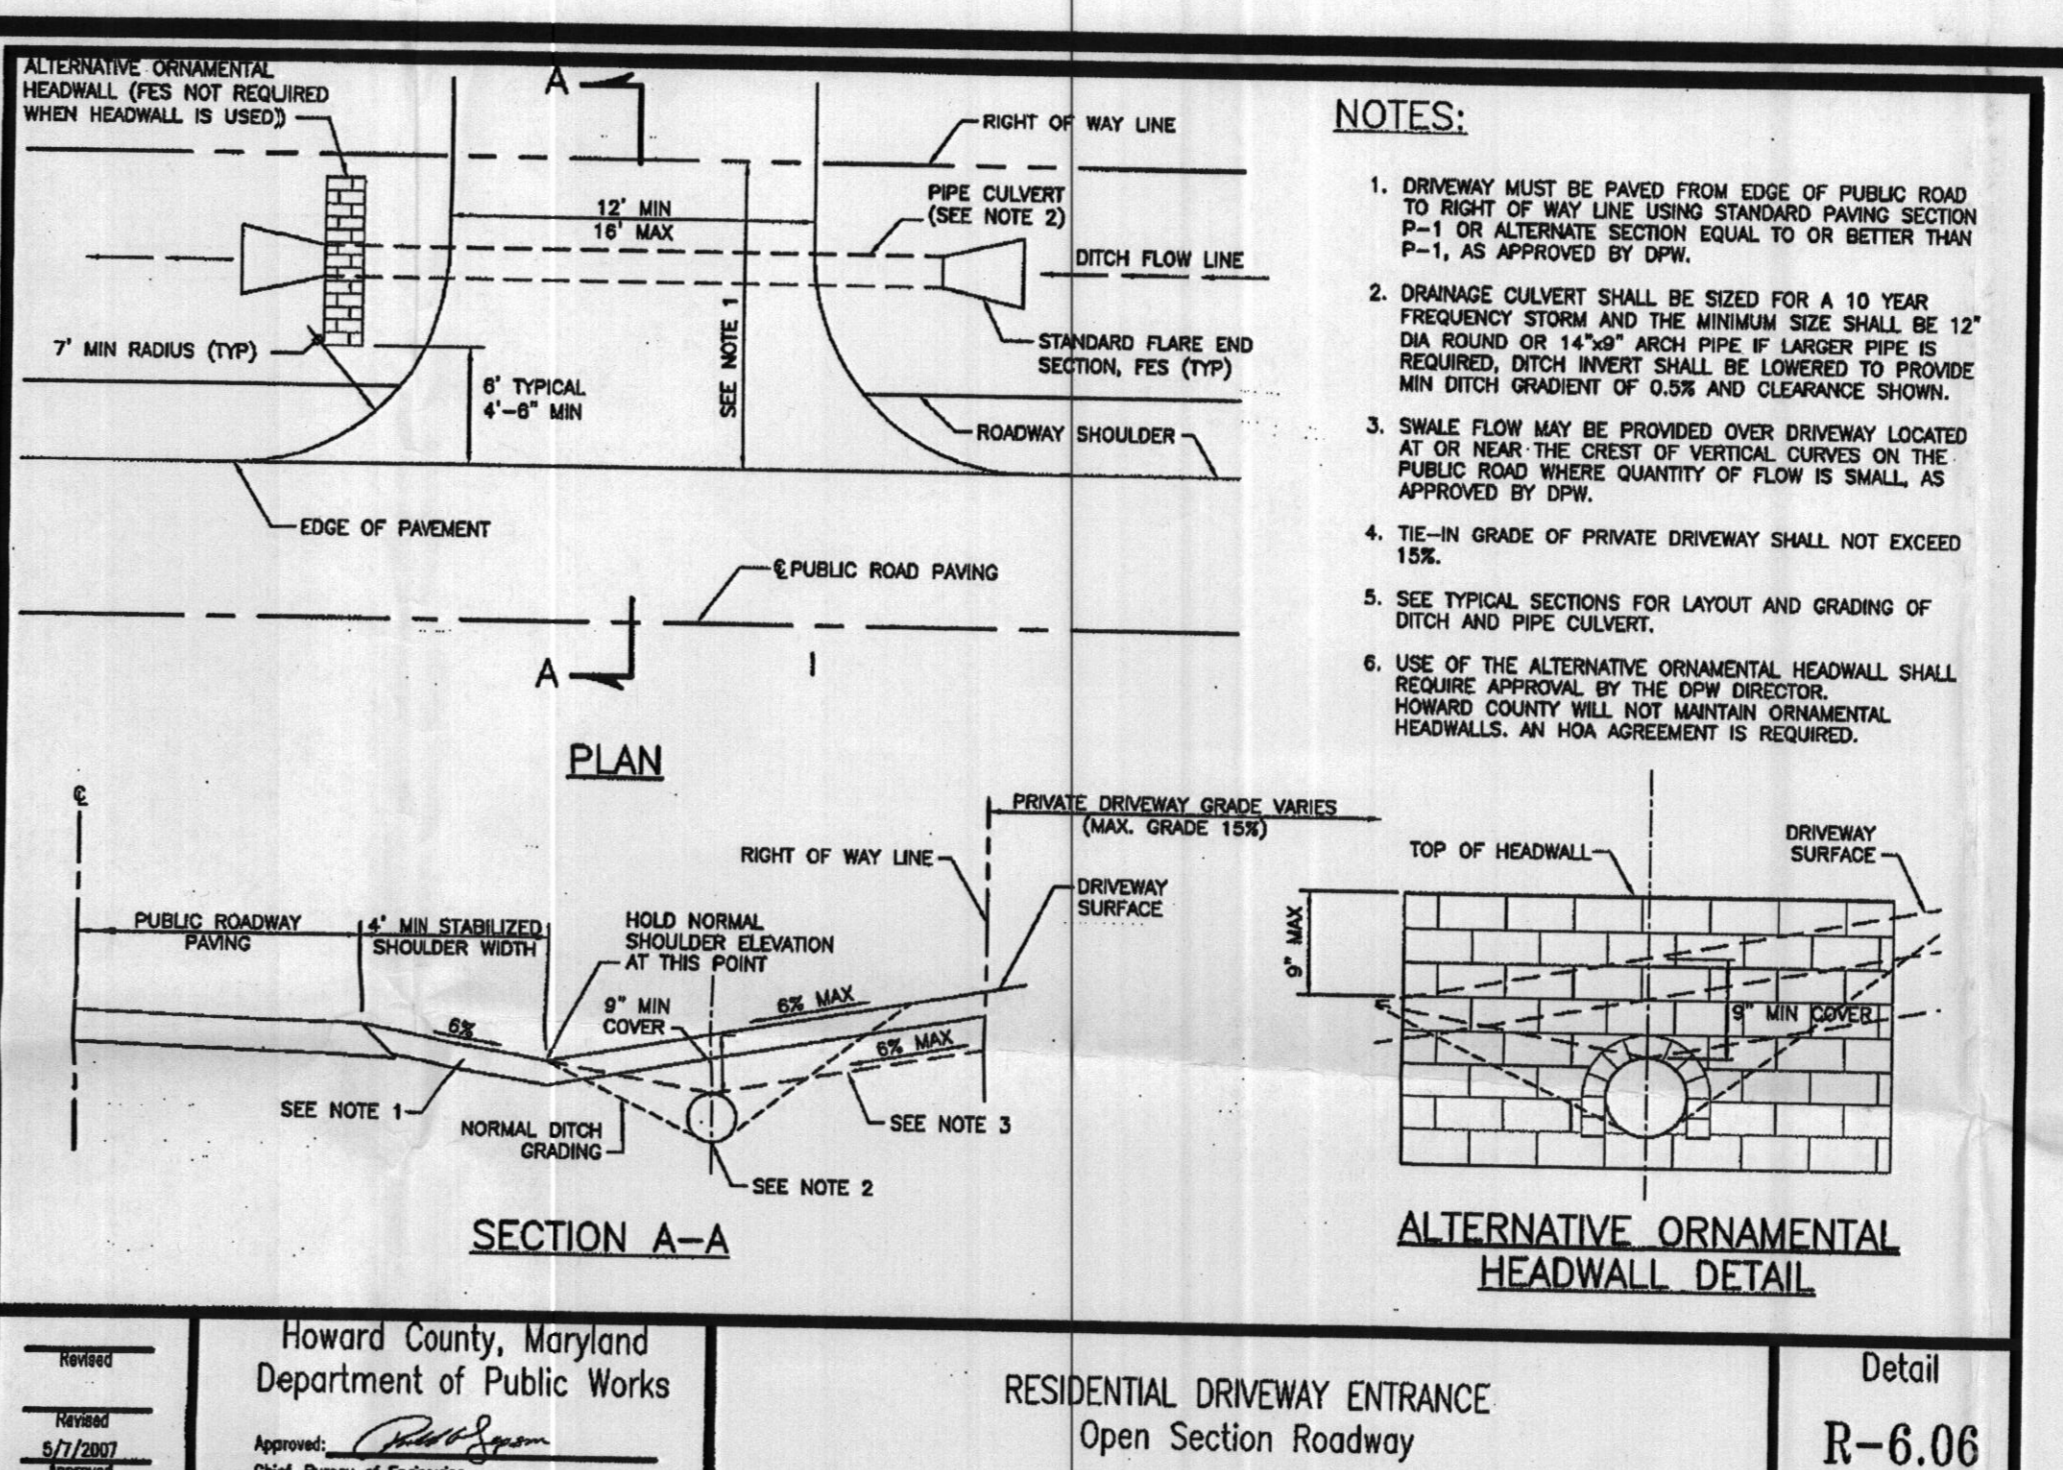 ALTERNATIVE ORNAMENTAL
HEADWALL (FES NOT REQUIRED
WHEN HEADWALL IS USED)
A
RIGHT OF WAY LINE
12' MIN
16' MAX
PIPE CULVERT
(SEE NOTE 2)
DITCH FLOW LINE
SEE NOTE 1
7' MIN RADIUS (TYP)
STANDARD FLARE END
SECTION, FES (TYP)
6' TYPICAL
4'-6" MIN
ROADWAY SHOULDER
EDGE OF PAVEMENT
℄ PUBLIC ROAD PAVING
A
PLAN
NOTES:
1. DRIVEWAY MUST BE PAVED FROM EDGE OF PUBLIC ROAD
TO RIGHT OF WAY LINE USING STANDARD PAVING SECTION
P-1 OR ALTERNATE SECTION EQUAL TO OR BETTER THAN
P-1, AS APPROVED BY DPW.
2. DRAINAGE CULVERT SHALL BE SIZED FOR A 10 YEAR
FREQUENCY STORM AND THE MINIMUM SIZE SHALL BE 12"
DIA ROUND OR 14"x9" ARCH PIPE IF LARGER PIPE IS
REQUIRED, DITCH INVERT SHALL BE LOWERED TO PROVIDE
MIN DITCH GRADIENT OF 0.5% AND CLEARANCE SHOWN.
3. SWALE FLOW MAY BE PROVIDED OVER DRIVEWAY LOCATED
AT OR NEAR THE CREST OF VERTICAL CURVES ON THE
PUBLIC ROAD WHERE QUANTITY OF FLOW IS SMALL, AS
APPROVED BY DPW.
4. TIE-IN GRADE OF PRIVATE DRIVEWAY SHALL NOT EXCEED
15%.
5. SEE TYPICAL SECTIONS FOR LAYOUT AND GRADING OF
DITCH AND PIPE CULVERT.
6. USE OF THE ALTERNATIVE ORNAMENTAL HEADWALL SHALL
REQUIRE APPROVAL BY THE DPW DIRECTOR.
HOWARD COUNTY WILL NOT MAINTAIN ORNAMENTAL
HEADWALLS. AN HOA AGREEMENT IS REQUIRED.
℄
PRIVATE DRIVEWAY GRADE VARIES
(MAX. GRADE 15%)
RIGHT OF WAY LINE
DRIVEWAY
SURFACE
PUBLIC ROADWAY
PAVING
4' MIN STABILIZED
SHOULDER WIDTH
HOLD NORMAL
SHOULDER ELEVATION
AT THIS POINT
9" MIN
COVER
6% MAX
6%
6% MAX
SEE NOTE 1
NORMAL DITCH
GRADING
SEE NOTE 3
SEE NOTE 2
SECTION A-A
TOP OF HEADWALL
DRIVEWAY
SURFACE
9" MAX
9" MIN COVER
ALTERNATIVE ORNAMENTAL
HEADWALL DETAIL
Revised
Revised
5/7/2007
Approved
Howard County, Maryland
Department of Public Works
Approved:
Chief, Bureau of Engineering
RESIDENTIAL DRIVEWAY ENTRANCE
Open Section Roadway
Detail
R-6.06